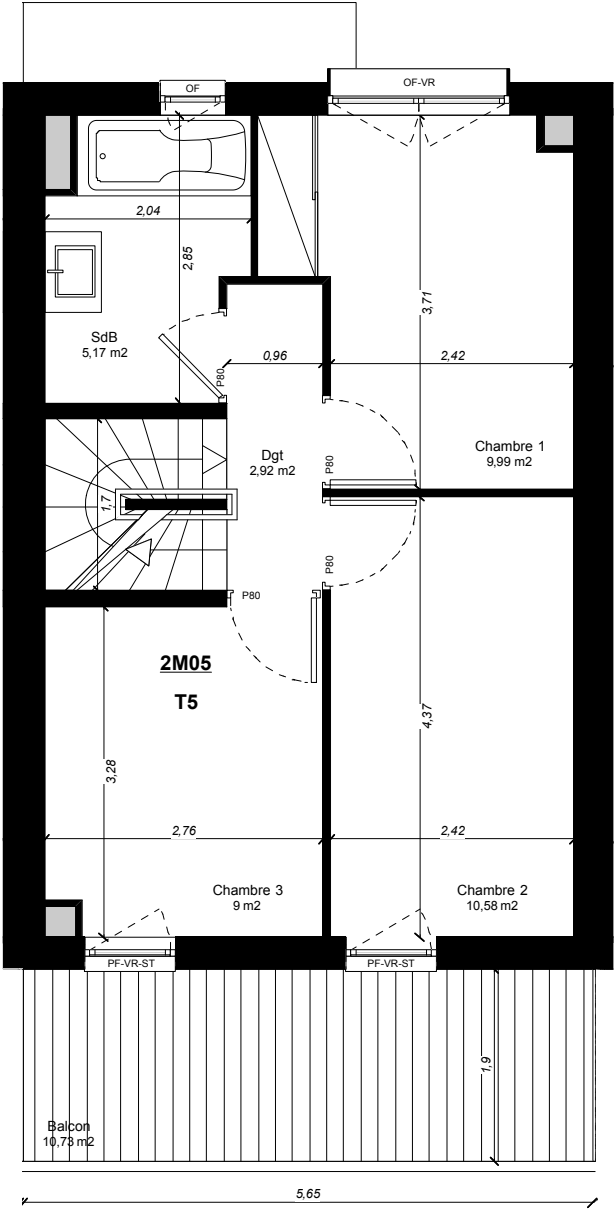 OF
OF-VR
2,04
2,85
3,71
SdB
5,17 m2
0,96
2,42
P80
Dgt
2,92 m2
Chambre 1
9,99 m2
P80
1,7
P80
P80
2M05
T5
4,37
3,28
2,76
2,42
Chambre 3
9 m2
Chambre 2
10,58 m2
PF-VR-ST
PF-VR-ST
1,9
Balcon
10,73 m2
5,65